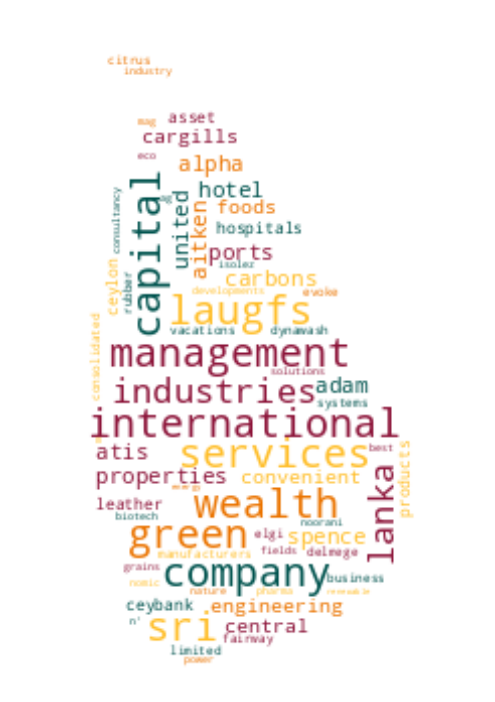 citrus
industry
mag
asset
cargills
eco
alpha
capital
ag
united
hotel
consultancy
aitken
foods
hospitals
ports
isolez
ceylon
rubber
carbons
developments
evoke
laugfs
consolidated
vacations
dynawash
management
solutions
industries
adam
systems
international
atis
services
best
properties
convenient
lanka
products
wealth
leather
biotech
noorani
green
elgi
spence
manufacturers
fields
delmege
grains
company
business
nomic
nature
pharma
renewable
ceybank
engineering
n'
sri
central
fairway
limited
power